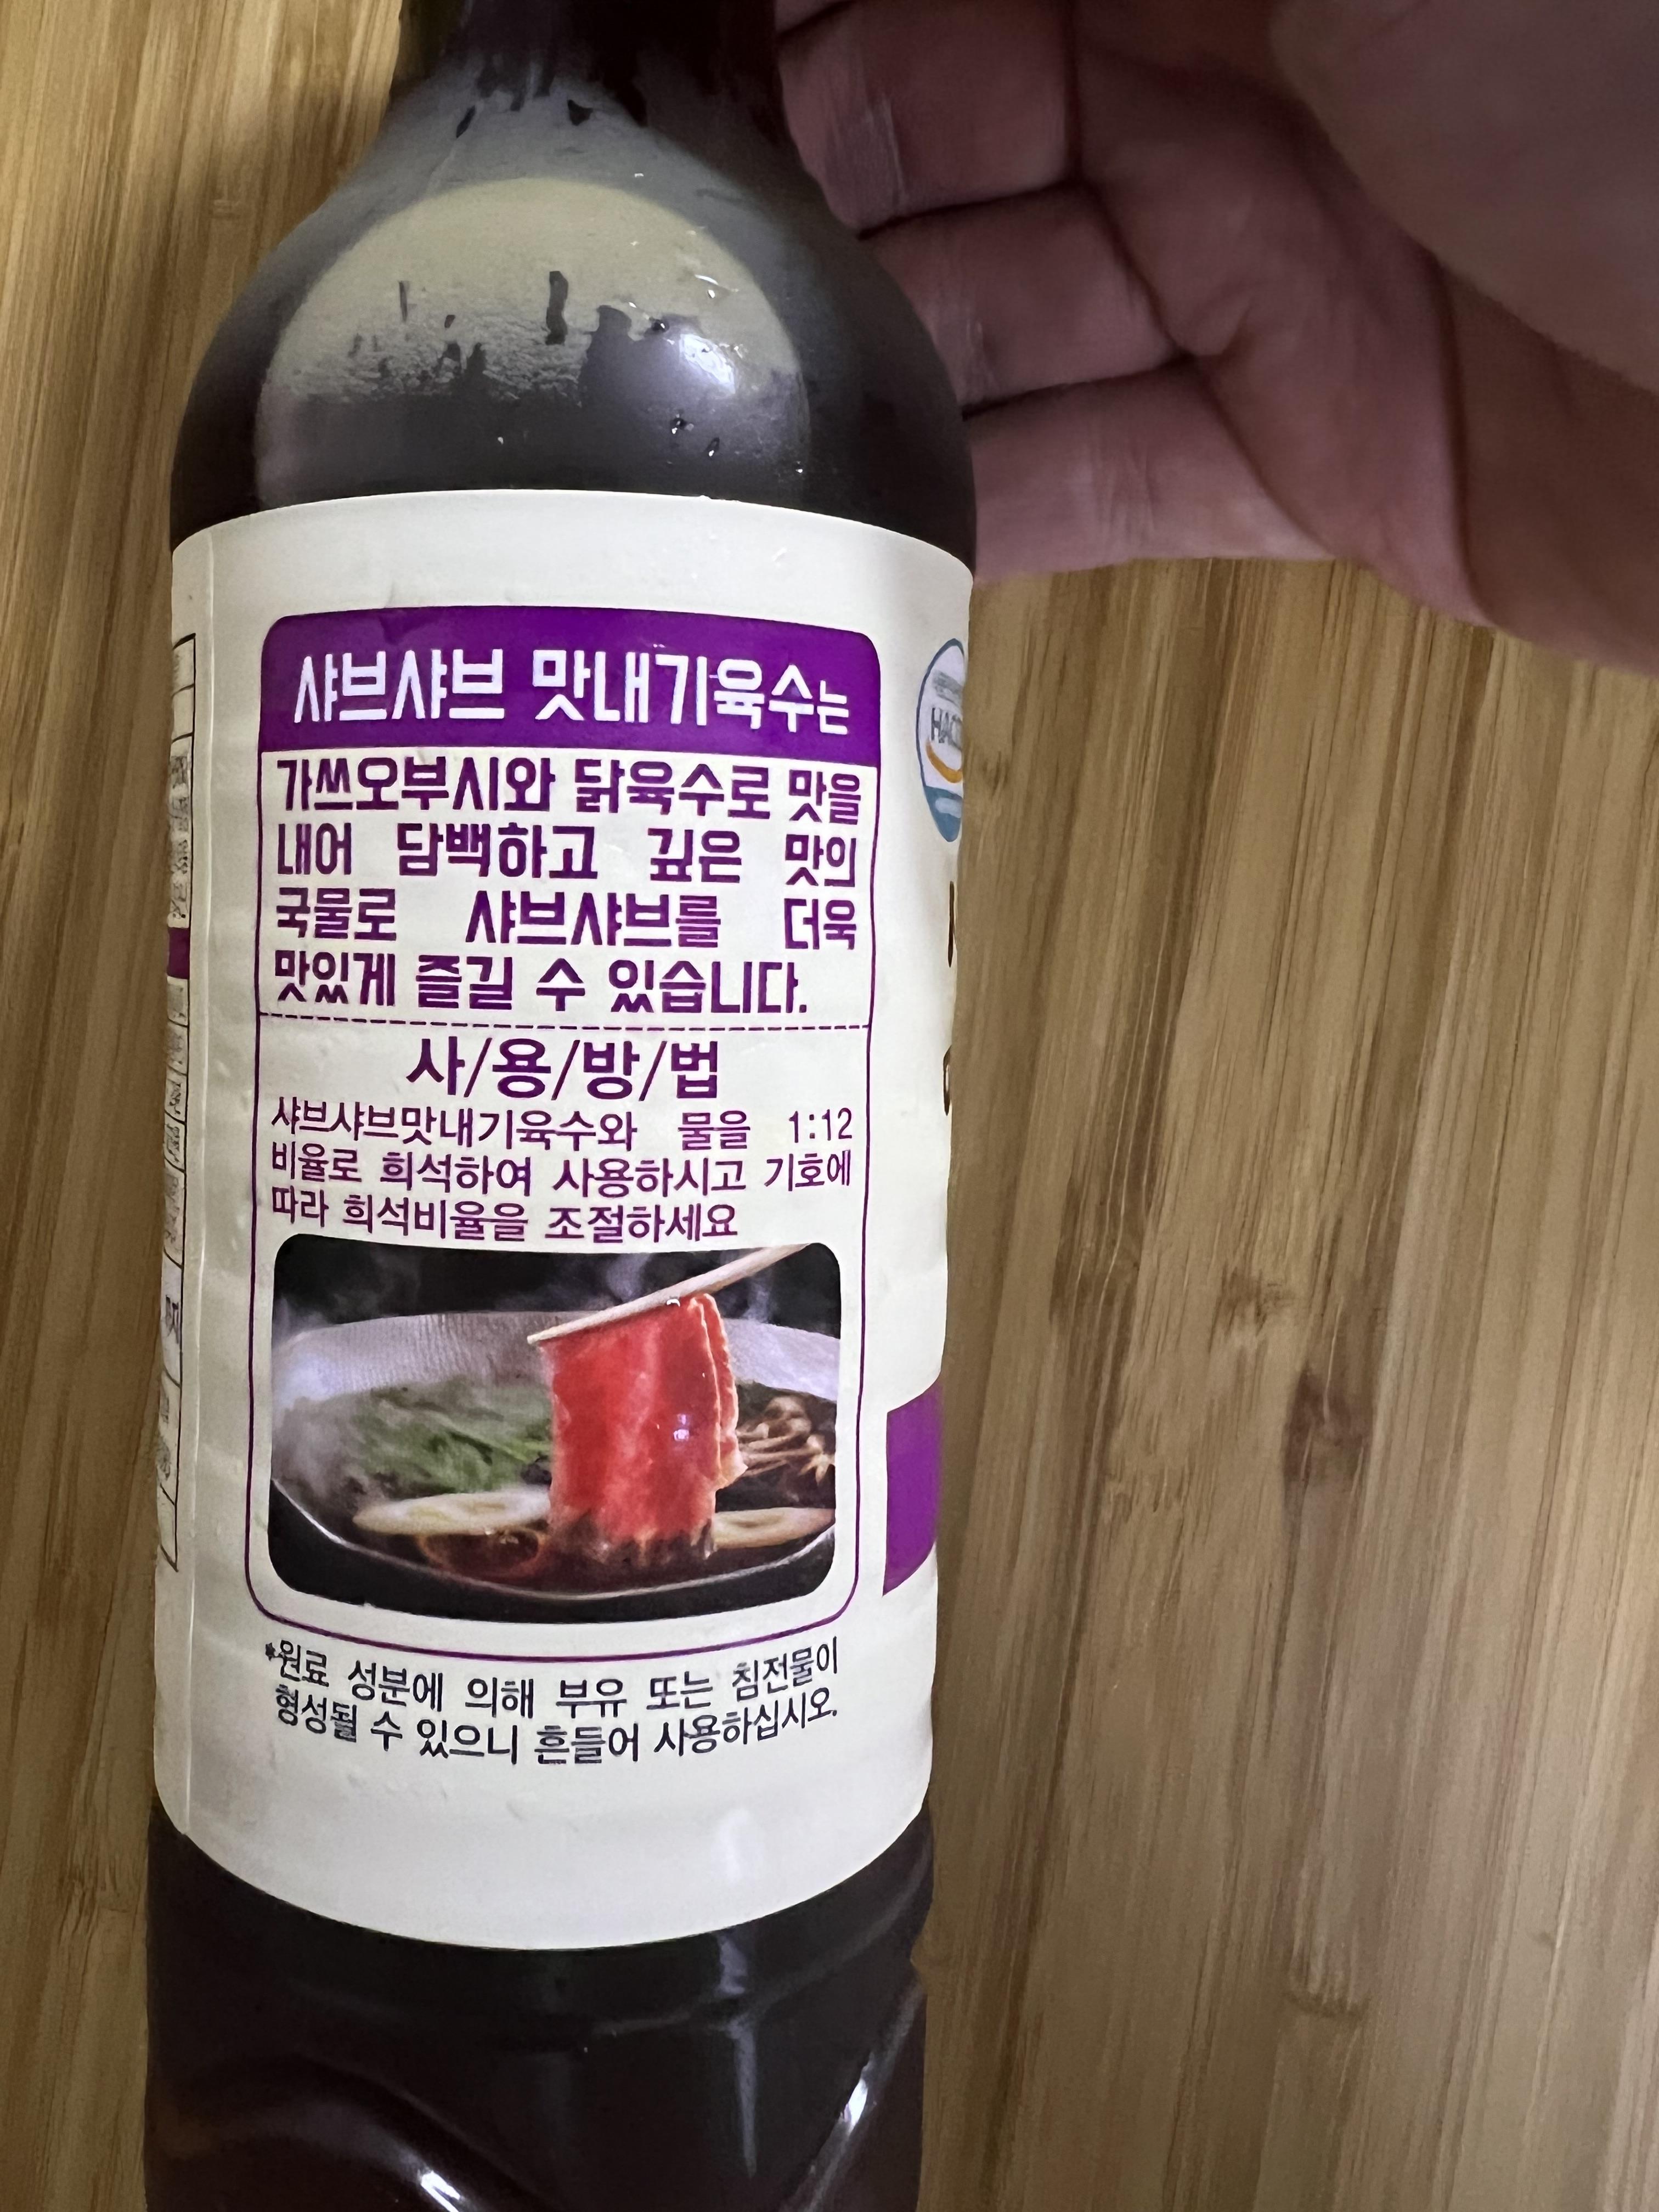 샤브샤브 맛내기육수는
가쓰오부시와 닭육수로 맛을
내어 담백하고 깊은 맛의
국물로 샤브샤브를 더욱
맛있게 즐길 수 있습니다.
사/용/방/법
샤브샤브맛내기육수와 물을 1:12
비율로 희석하여 사용하시고 기호에
따라 희석비율을 조절하세요
*원료 성분에 의해 부유 또는 침전물이
형성될 수 있으니 흔들어 사용하십시오.